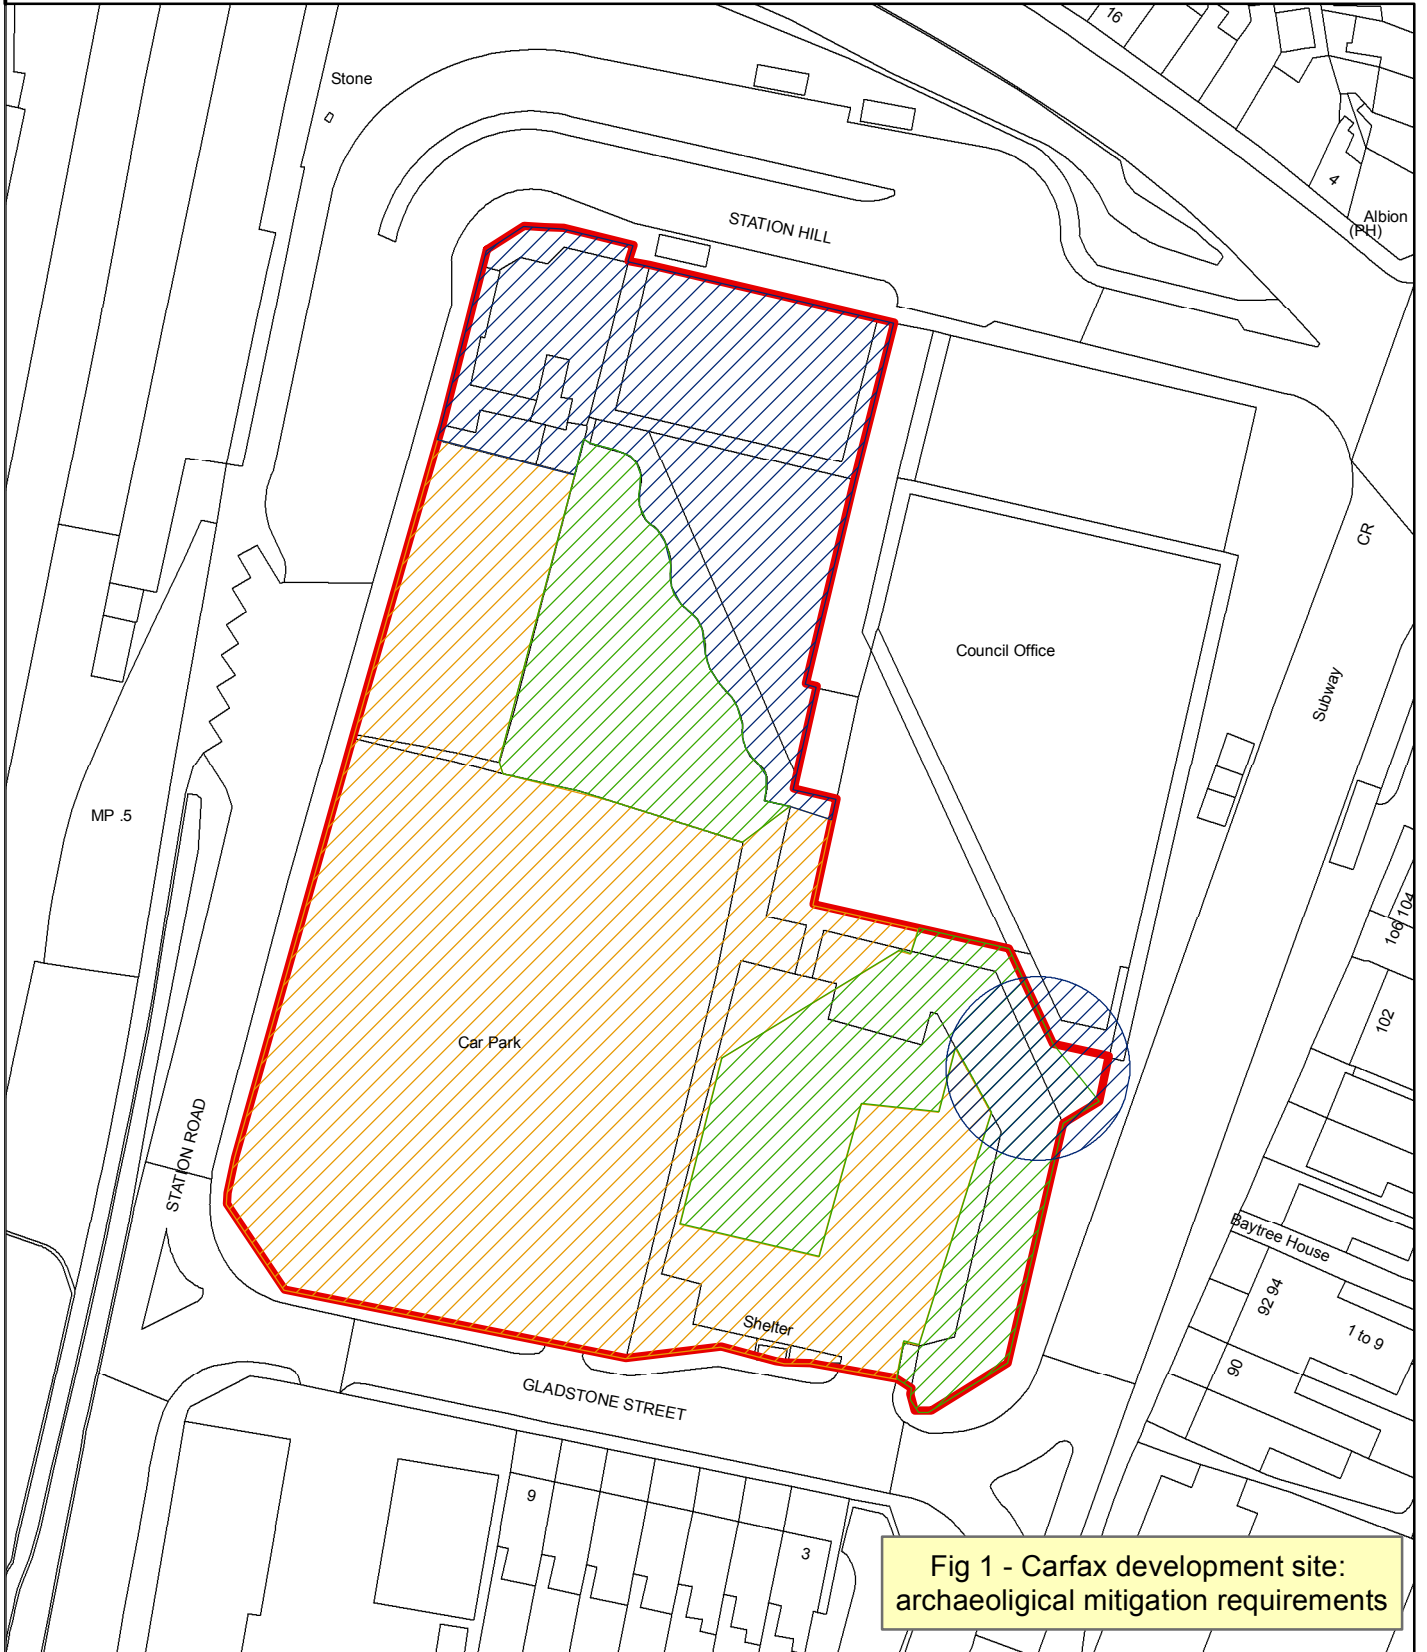 16
Stone
4
Albion
(PH)
STATION HILL
CR
Council Office
Subway
MP .5
106 104
102
Car Park
STATION ROAD
Baytree House
92 94
1 to 9
90
Shelter
GLADSTONE STREET
9
3
Fig 1 - Carfax development site:
archaeoligical mitigation requirements